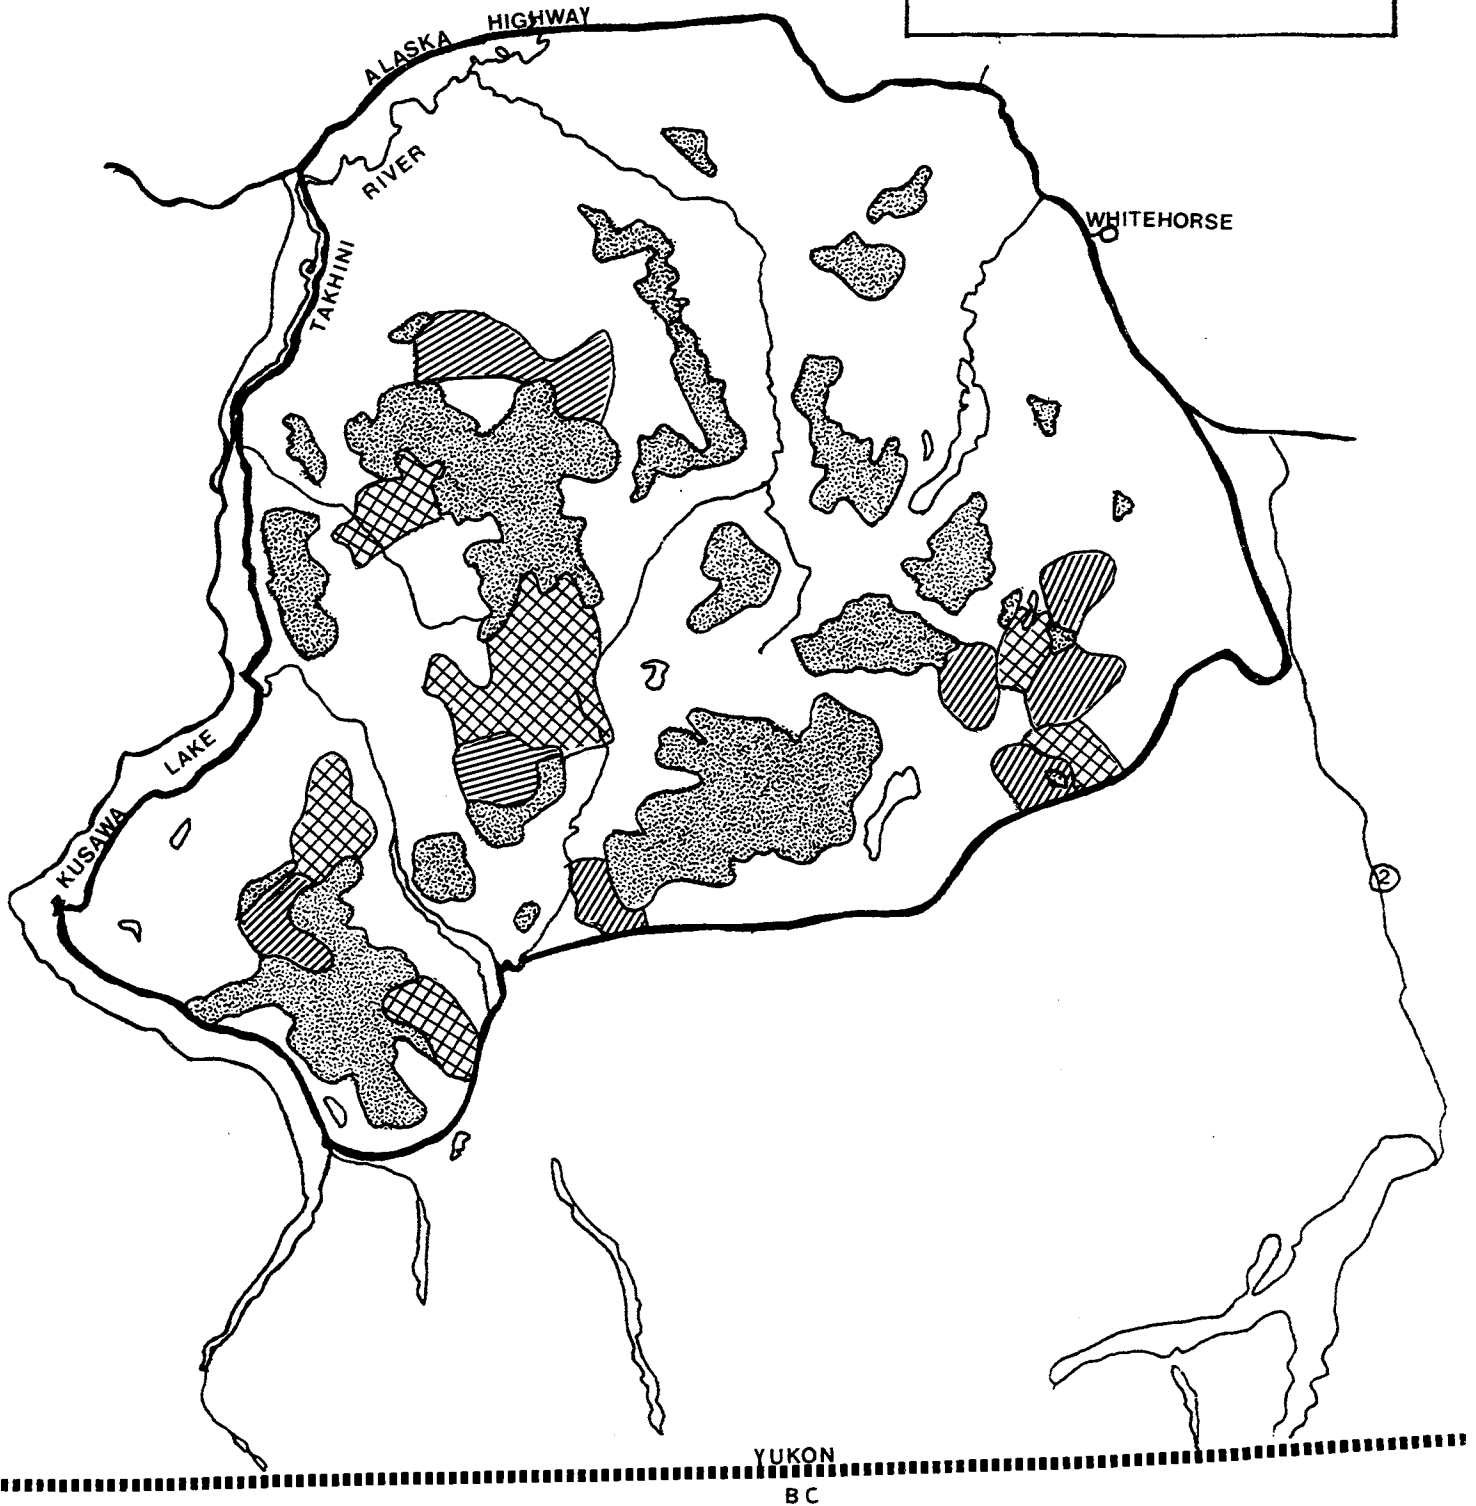 ALASKA HIGHWAY
RIVER
TAKHINI
WHITEHORSE
LAKE
KUSAWA
2
YUKON
BC